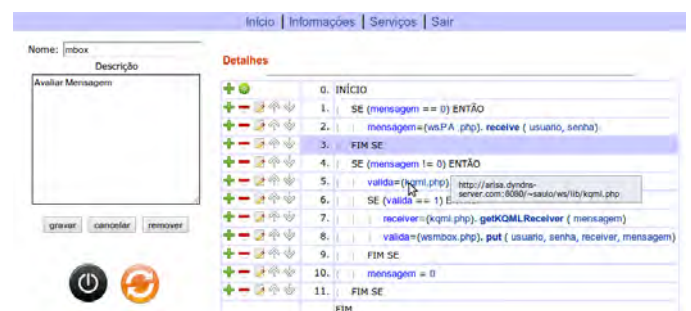 Início | Informações | Serviços | Sair
Nome: mbox
Descrição
Avaliar Mensagem
gravar cancelar remover
Detalhes
0. INÍCIO
1. SE (mensagem == 0) ENTÃO
2. mensagem=(wsPA.php). receive ( usuario, senha)
3. FIM SE
4. SE (mensagem != 0) ENTÃO
5. valida=(kqml.php)
http://arisa.dyndns-
server.com:8080/~saulo/ws/lib/kqml.php
6. SE (valida == 1) E
7. receiver=(kqml.php). getKQMLReceiver ( mensagem)
8. valida=(wsmbox.php). put ( usuario, senha, receiver, mensagem)
9. FIM SE
10. mensagem = 0
11. FIM SE
FIM